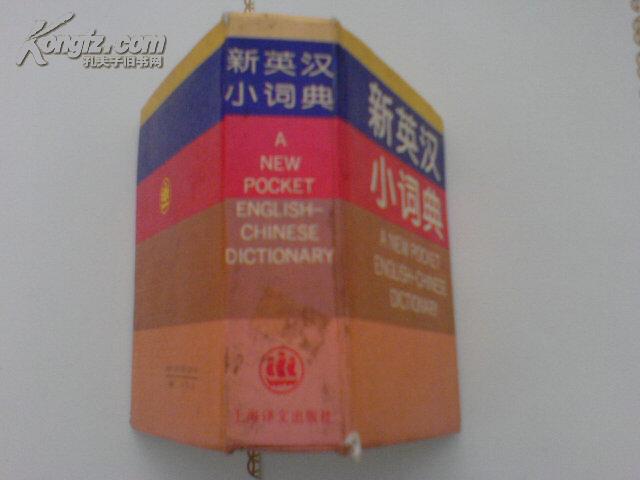 Kongfz.com
孔夫子旧书网
新英汉
小词典
A
NEW
POCKET
ENGLISH-
CHINESE
DICTIONARY
上海译文出版社
新英汉
小词典
A NEW POCKET
ENGLISH-CHINESE
DICTIONARY